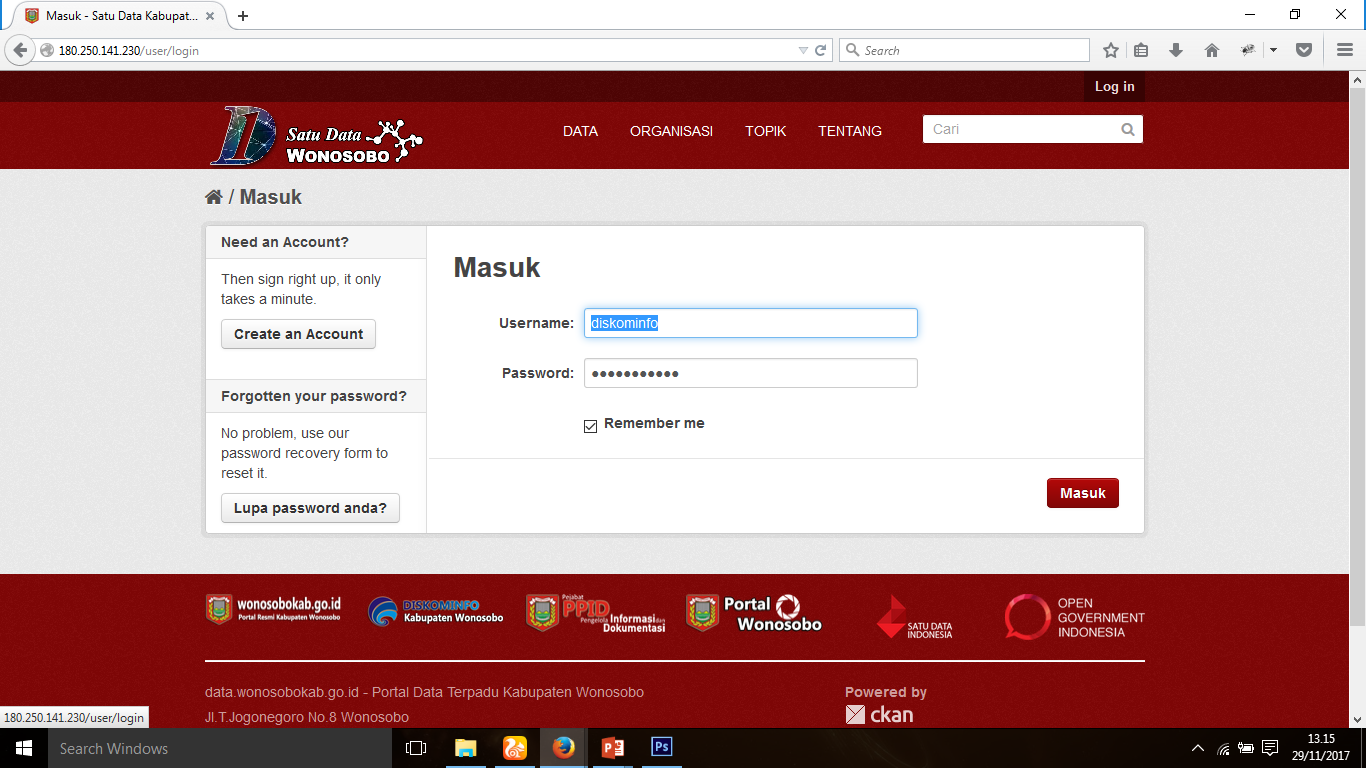 Masuk - Satu Data Kabupat...
180.250.141.230/user/login
Search
Log in
Satu Data
WONOSOBO
DATA ORGANISASI TOPIK TENTANG
Cari
/ Masuk
Need an Account?
Then sign right up, it only
takes a minute.
Create an Account
Forgotten your password?
No problem, use our
password recovery form to
reset it.
Lupa password anda?
Masuk
Username: diskominfo
Password: •••••••••••
Remember me
Masuk
wonosobokab.go.id
Portal Resmi Kabupaten Wonosobo
DISKOMINFO
Kabupaten Wonosobo
Pejabat
PPID
Pengelola Informasi dan
Dokumentasi
Portal
Wonosobo
SATU DATA
INDONESIA
OPEN
GOVERNMENT
INDONESIA
data.wonosobokab.go.id - Portal Data Terpadu Kabupaten Wonosobo
Jl.T.Jogonegoro No.8 Wonosobo
Powered by
ckan
180.250.141.230/user/login
Search Windows
Ps
13.15
29/11/2017